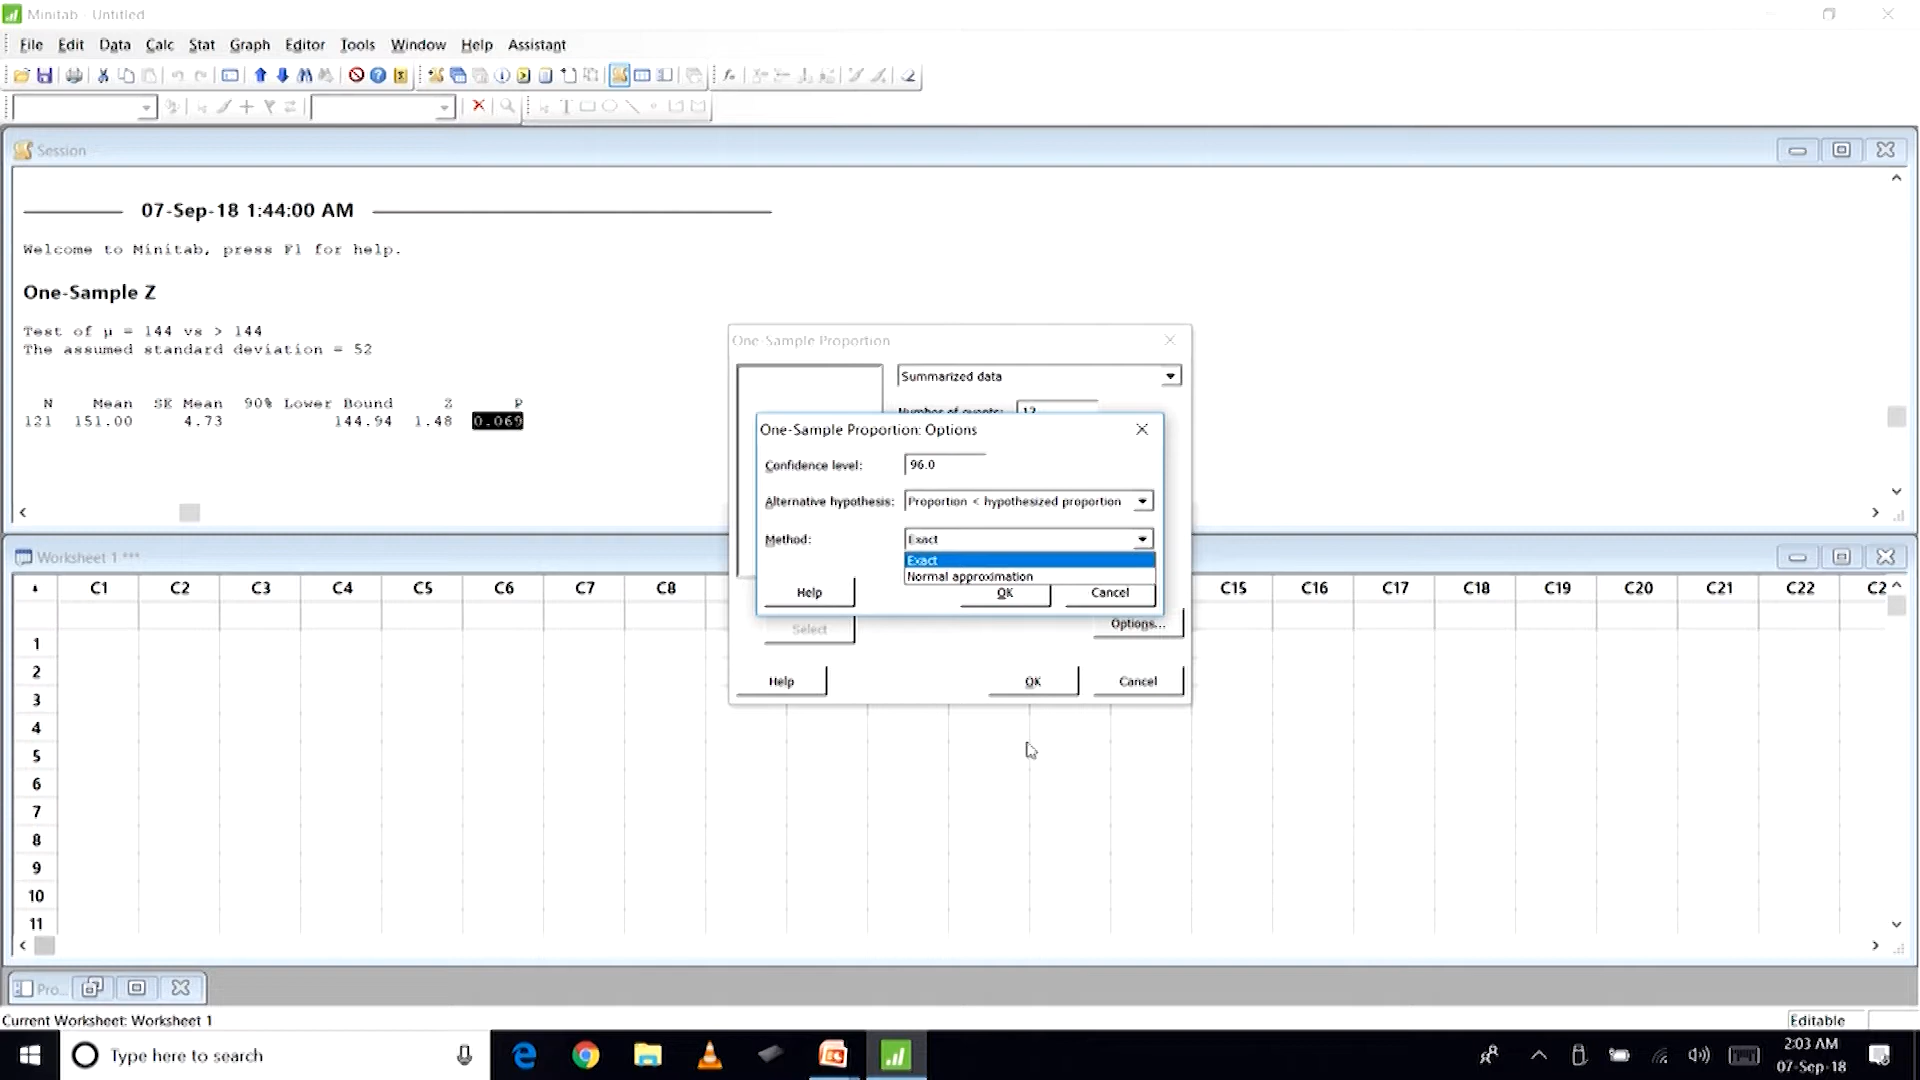 Minitab - Untitled
File Edit Data Calc Stat Graph Editor Tools Window Help Assistant
Session
07-Sep-18 1:44:00 AM
Welcome to Minitab, press F1 for help.
One-Sample Z
Test of μ = 144 vs > 144
The assumed standard deviation = 52
N Mean SE Mean 90% Lower Bound Z P
121 151.00 4.73 144.94 1.48 0.069
One-Sample Proportion
Summarized data
Number of events: 12
One-Sample Proportion: Options
Confidence level: 96.0
Alternative hypothesis: Proportion < hypothesized proportion
Method: Exact
Exact
Normal approximation
Help OK Cancel
Select Options...
Help OK Cancel
Worksheet 1 ***
C1 C2 C3 C4 C5 C6 C7 C8 C15 C16 C17 C18 C19 C20 C21 C22 C2
1
2
3
4
5
6
7
8
9
10
11
Pro...
Current Worksheet: Worksheet 1 Editable
Type here to search
2:03 AM
07-Sep-18